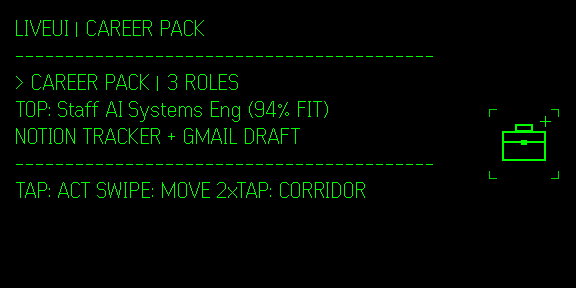 LIVEUI | CAREER PACK
> CAREER PACK | 3 ROLES
TOP: Staff AI Systems Eng (94% FIT)
NOTION TRACKER + GMAIL DRAFT
TAP: ACT SWIPE: MOVE 2xTAP: CORRIDOR